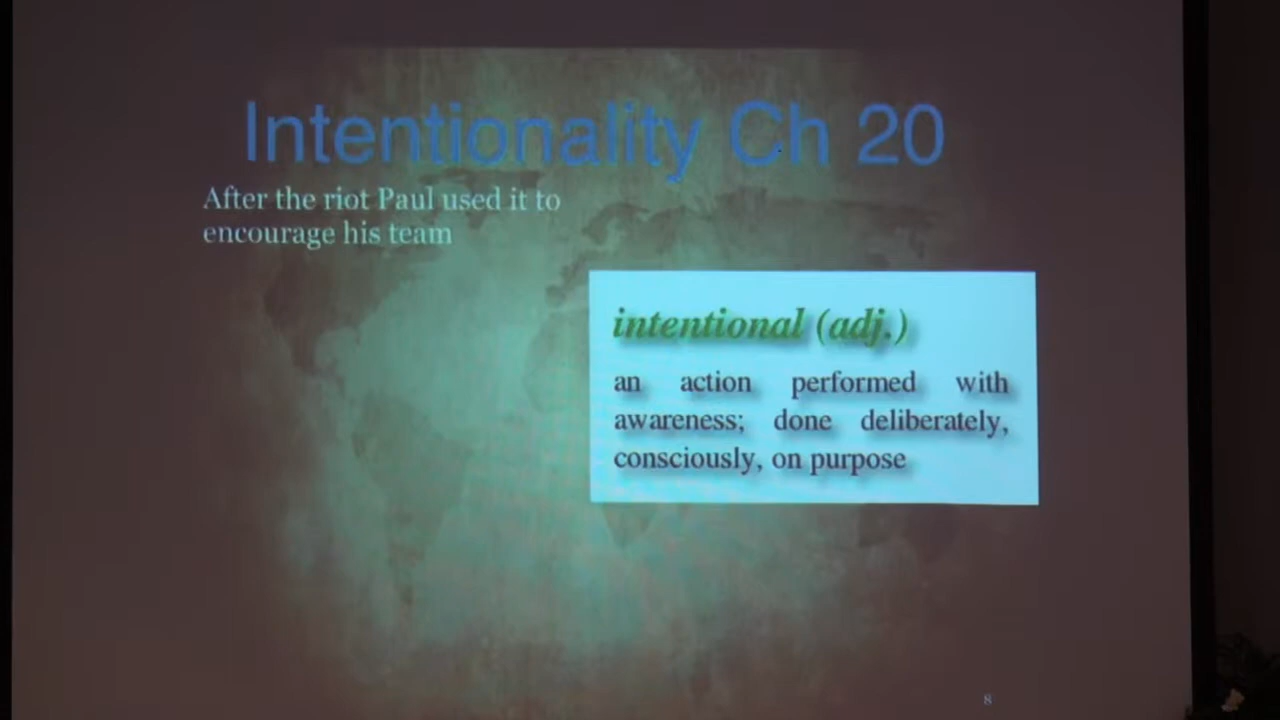 Intentionality Ch 20
After the riot Paul used it to
encourage his team
intentional (adj.)
an action performed with
awareness; done deliberately,
consciously, on purpose
8